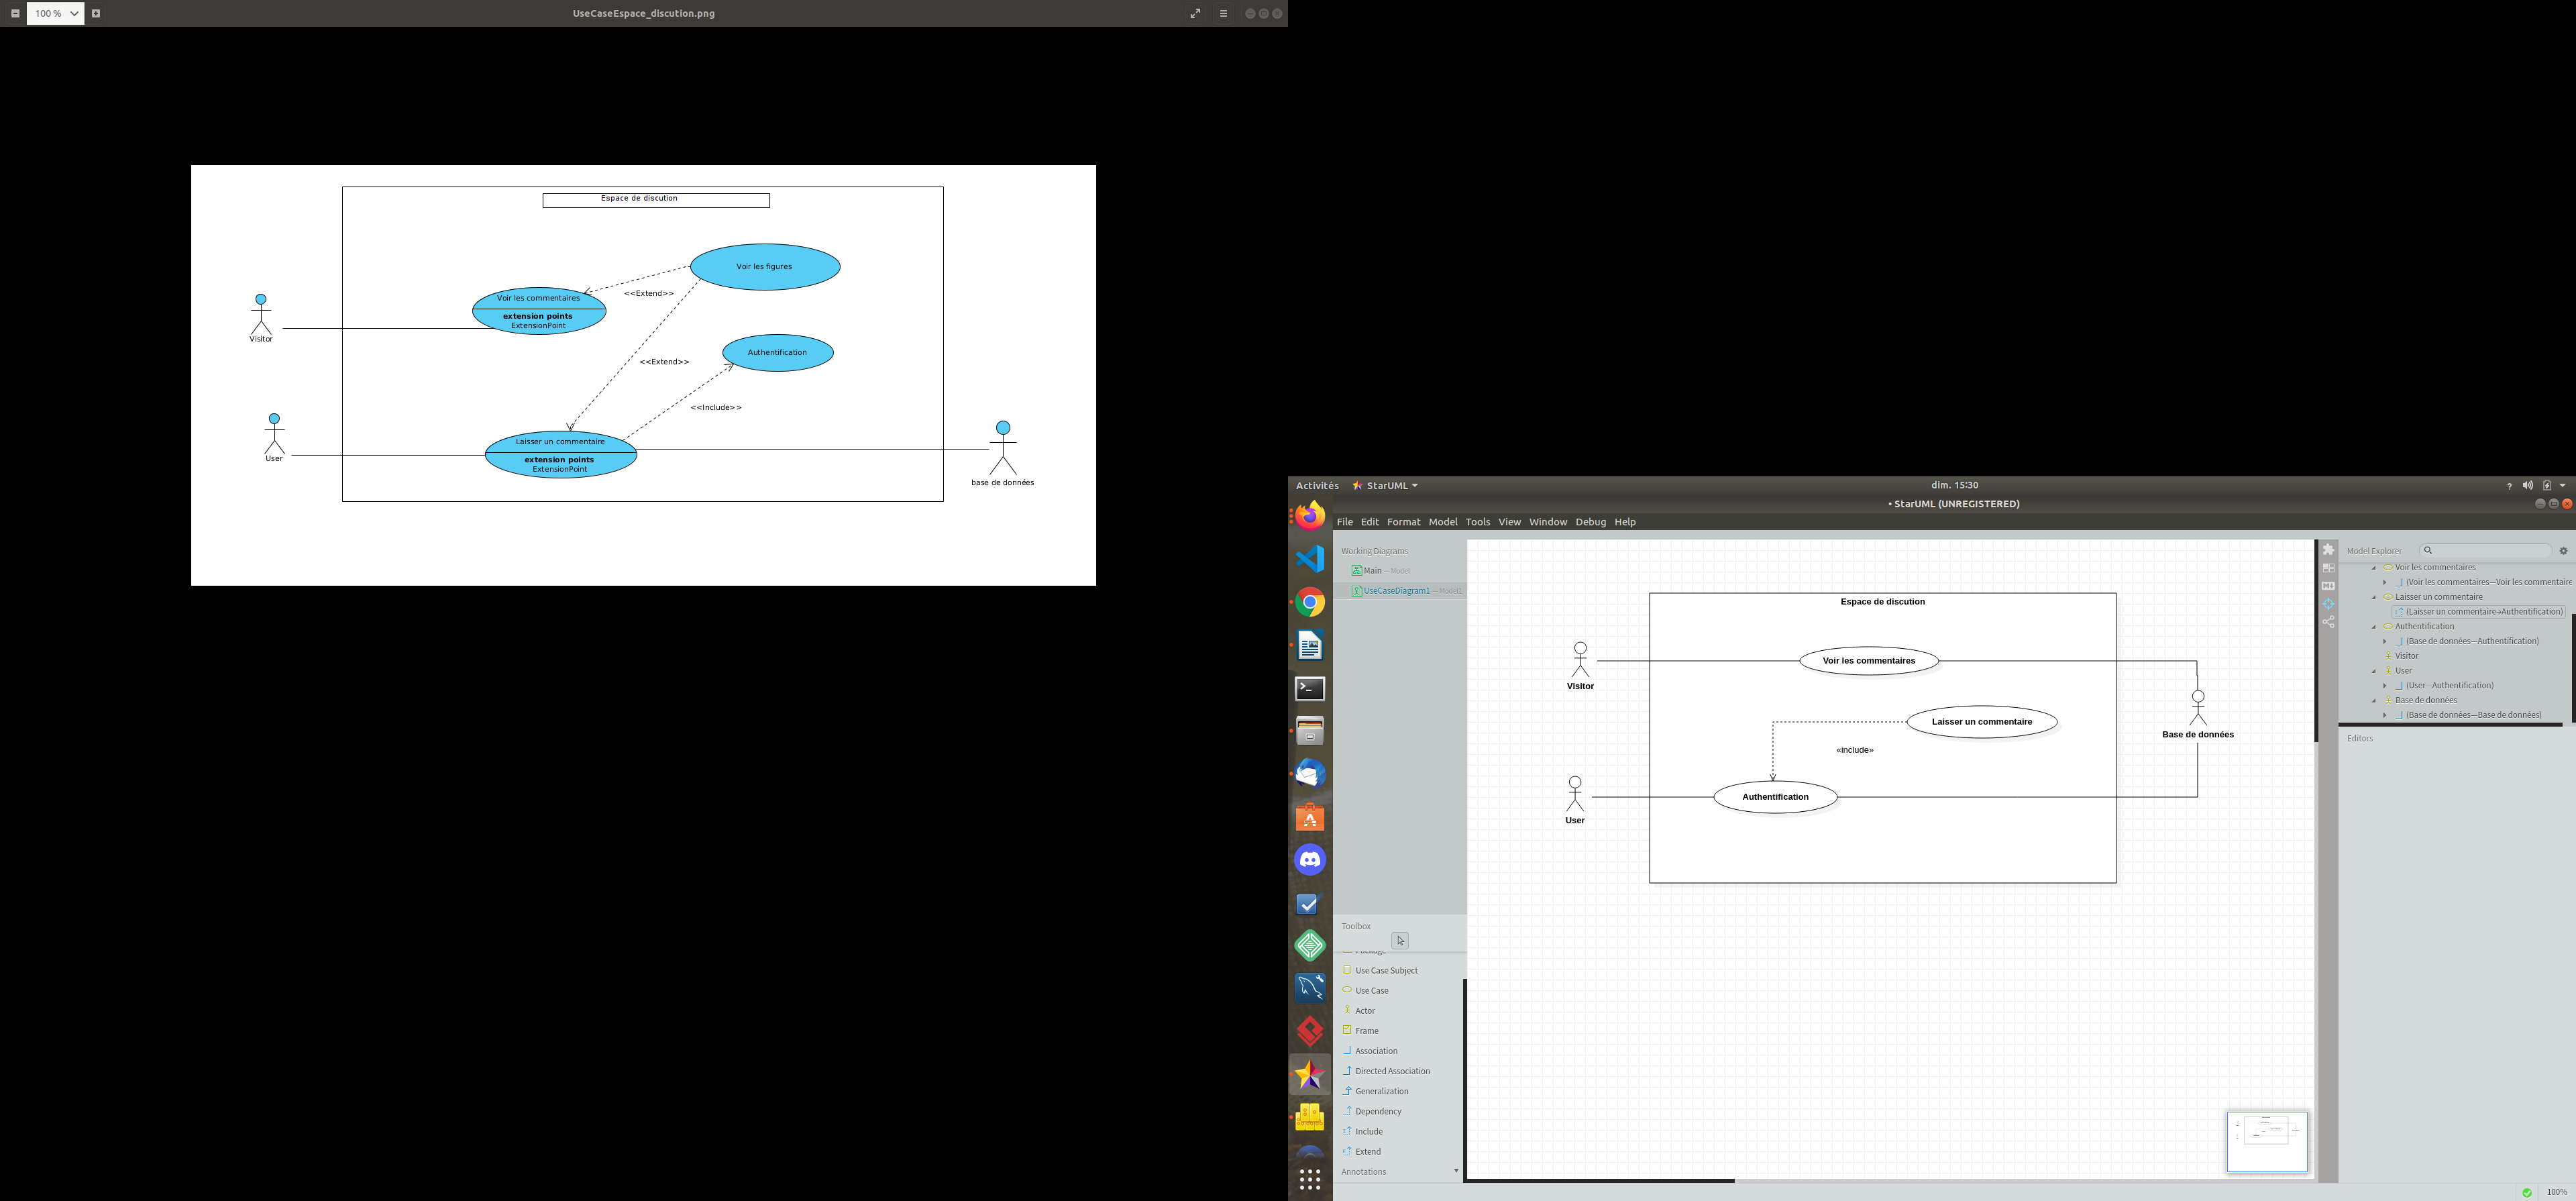 100 %
UseCaseEspace_discution.png
Espace de discution
Voir les figures
<<Extend>>
Voir les commentaires
extension points
ExtensionPoint
Visitor
Authentification
<<Extend>>
<<Include>>
Laisser un commentaire
extension points
ExtensionPoint
User
base de données
Activités
StarUML
dim. 15:30
• StarUML (UNREGISTERED)
File Edit Format Model Tools View Window Debug Help
Working Diagrams
Main — Model
UseCaseDiagram1
Espace de discution
Voir les commentaires
Visitor
Laisser un commentaire
Base de données
«include»
Authentification
User
Model Explorer
Voir les commentaires
(Voir les commentaires—Voir les commentaire
Laisser un commentaire
(Laisser un commentaire→Authentification)
Authentification
(Base de données—Authentification)
Visitor
User
(User—Authentification)
Base de données
(Base de données—Base de données)
Editors
Toolbox
Use Case Subject
Use Case
Actor
Frame
Association
Directed Association
Generalization
Dependency
Include
Extend
Annotations
100%